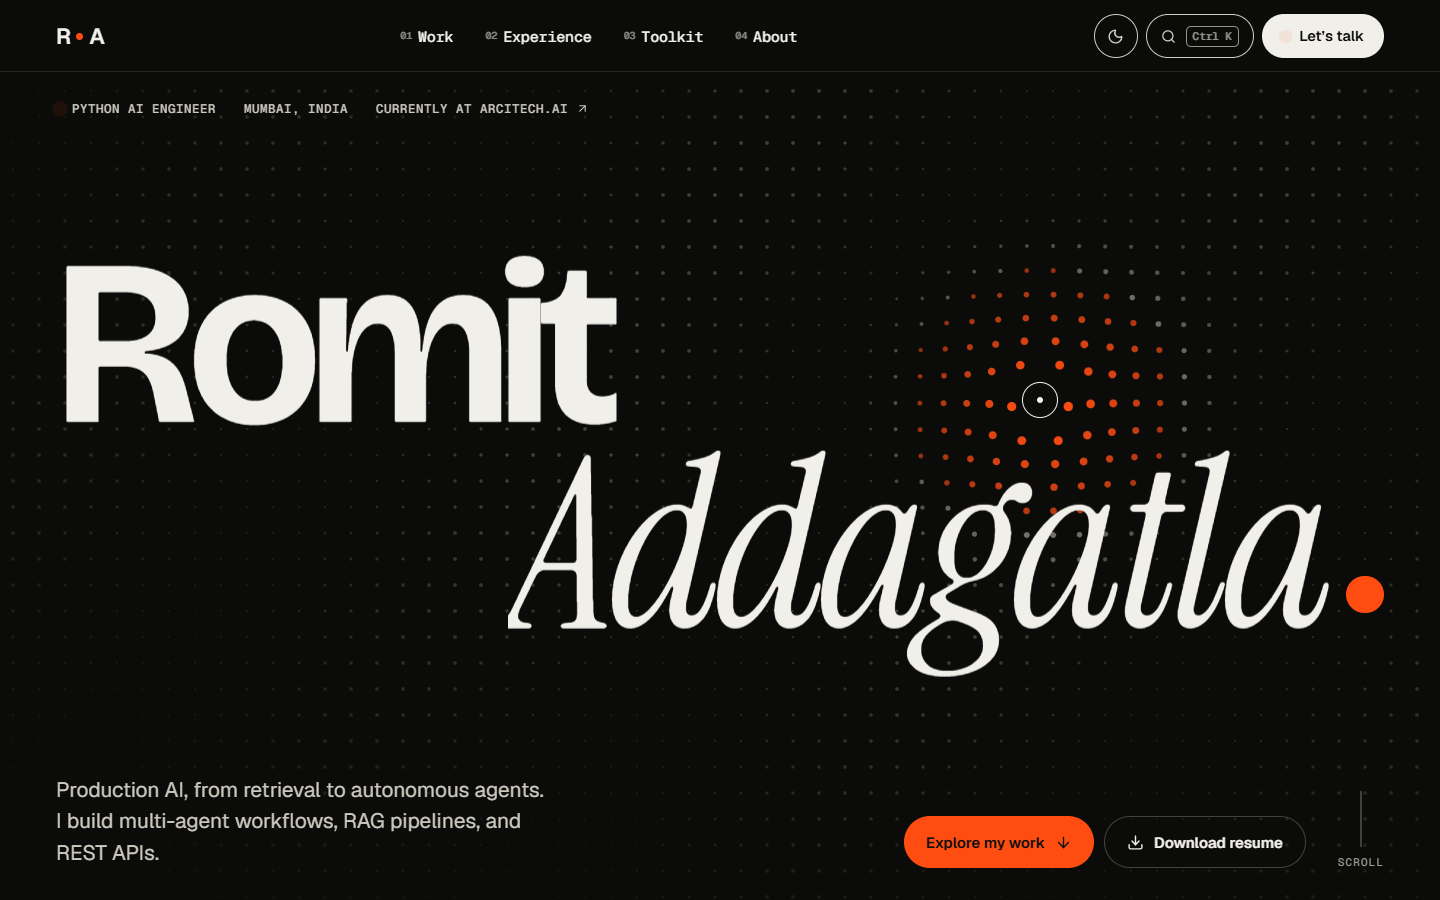 R•A
01 Work
02 Experience
03 Toolkit
04 About
Ctrl K
Let's talk
PYTHON AI ENGINEER
MUMBAI, INDIA
CURRENTLY AT ARCITECH.AI ↗
Romit
Addagatla.
Production AI, from retrieval to autonomous agents.
I build multi-agent workflows, RAG pipelines, and
REST APIs.
Explore my work ↓
Download resume
SCROLL